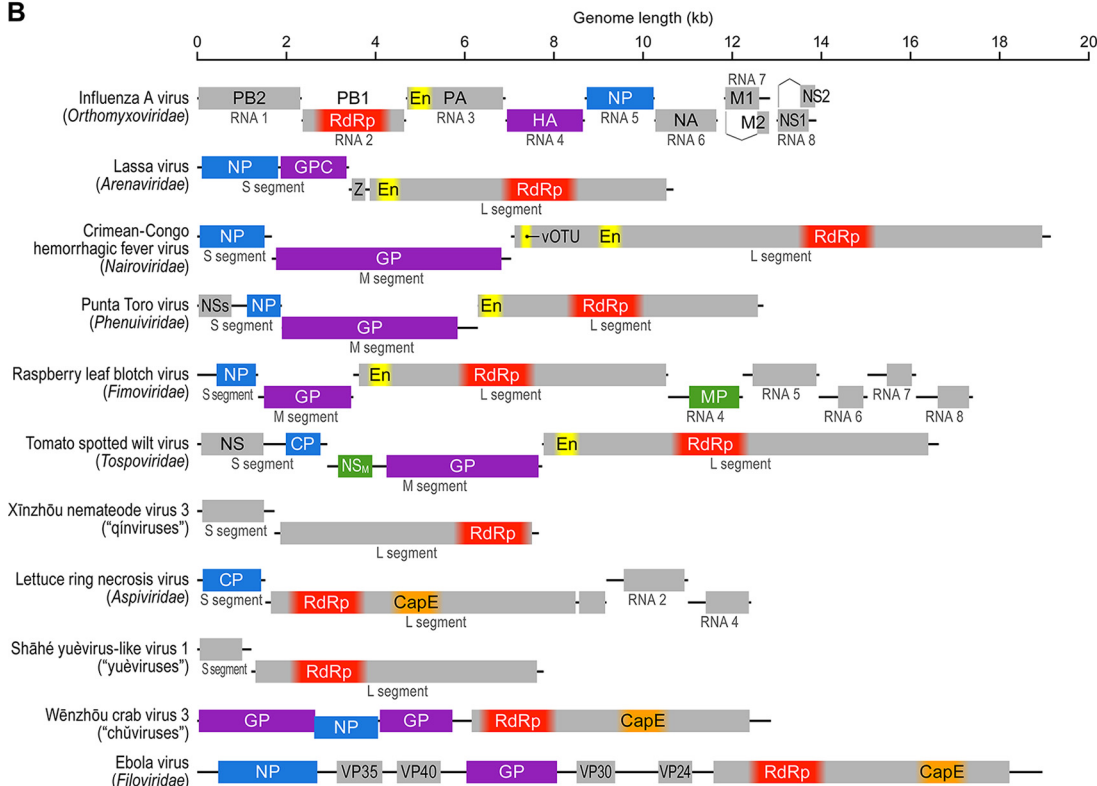 B
Genome length (kb)
0 2 4 6 8 10 12 14 16 18 20
Influenza A virus
(Orthomyxoviridae)
PB2
RNA 1
PB1
RdRp
RNA 2
En PA
RNA 3
HA
RNA 4
NP
RNA 5
NA
RNA 6
RNA 7
M1
M2
NS2
NS1
RNA 8
Lassa virus
(Arenaviridae)
NP GPC
S segment
Z En RdRp
L segment
Crimean-Congo
hemorrhagic fever virus
(Nairoviridae)
NP
S segment
GP
M segment
vOTU En RdRp
L segment
Punta Toro virus
(Phenuiviridae)
NSs NP
S segment
GP
M segment
En RdRp
L segment
Raspberry leaf blotch virus
(Fimoviridae)
NP
S segment
GP
M segment
En RdRp
L segment
MP
RNA 4
RNA 5
RNA 6
RNA 7
RNA 8
Tomato spotted wilt virus
(Tospoviridae)
NS CP
S segment
NSM GP
M segment
En RdRp
L segment
Xīnzhōu nemateode virus 3
(“qínviruses”)
S segment
RdRp
L segment
Lettuce ring necrosis virus
(Aspiviridae)
CP
S segment
RdRp CapE
L segment
RNA 2
RNA 4
Shāhé yuèvirus-like virus 1
(“yuèviruses”)
S segment
RdRp
L segment
Wēnzhōu crab virus 3
(“chǔviruses”)
GP NP GP RdRp CapE
Ebola virus
(Filoviridae)
NP VP35 VP40 GP VP30 VP24 RdRp CapE